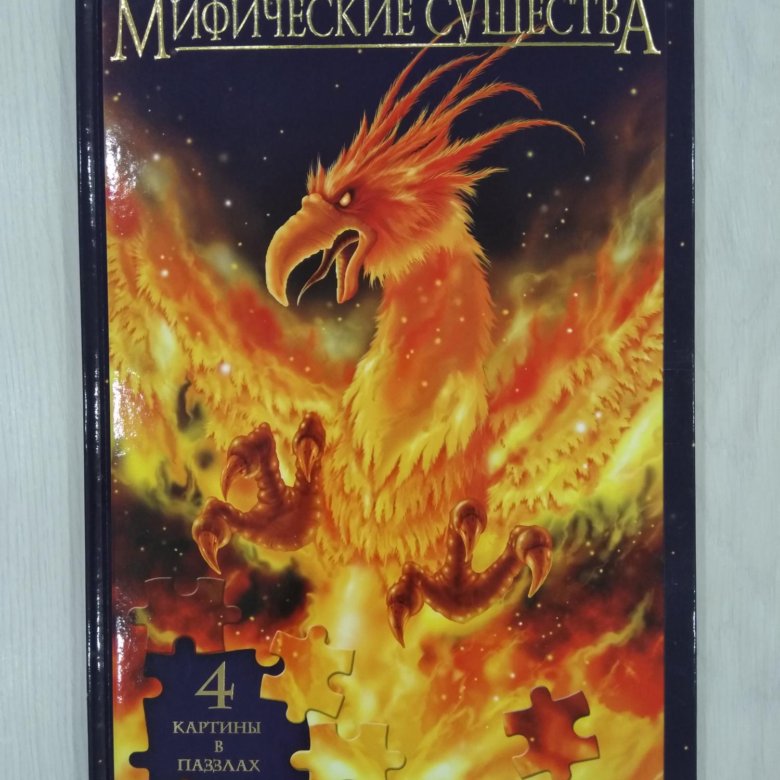 Мифические существа
4
картины
в
паззлах